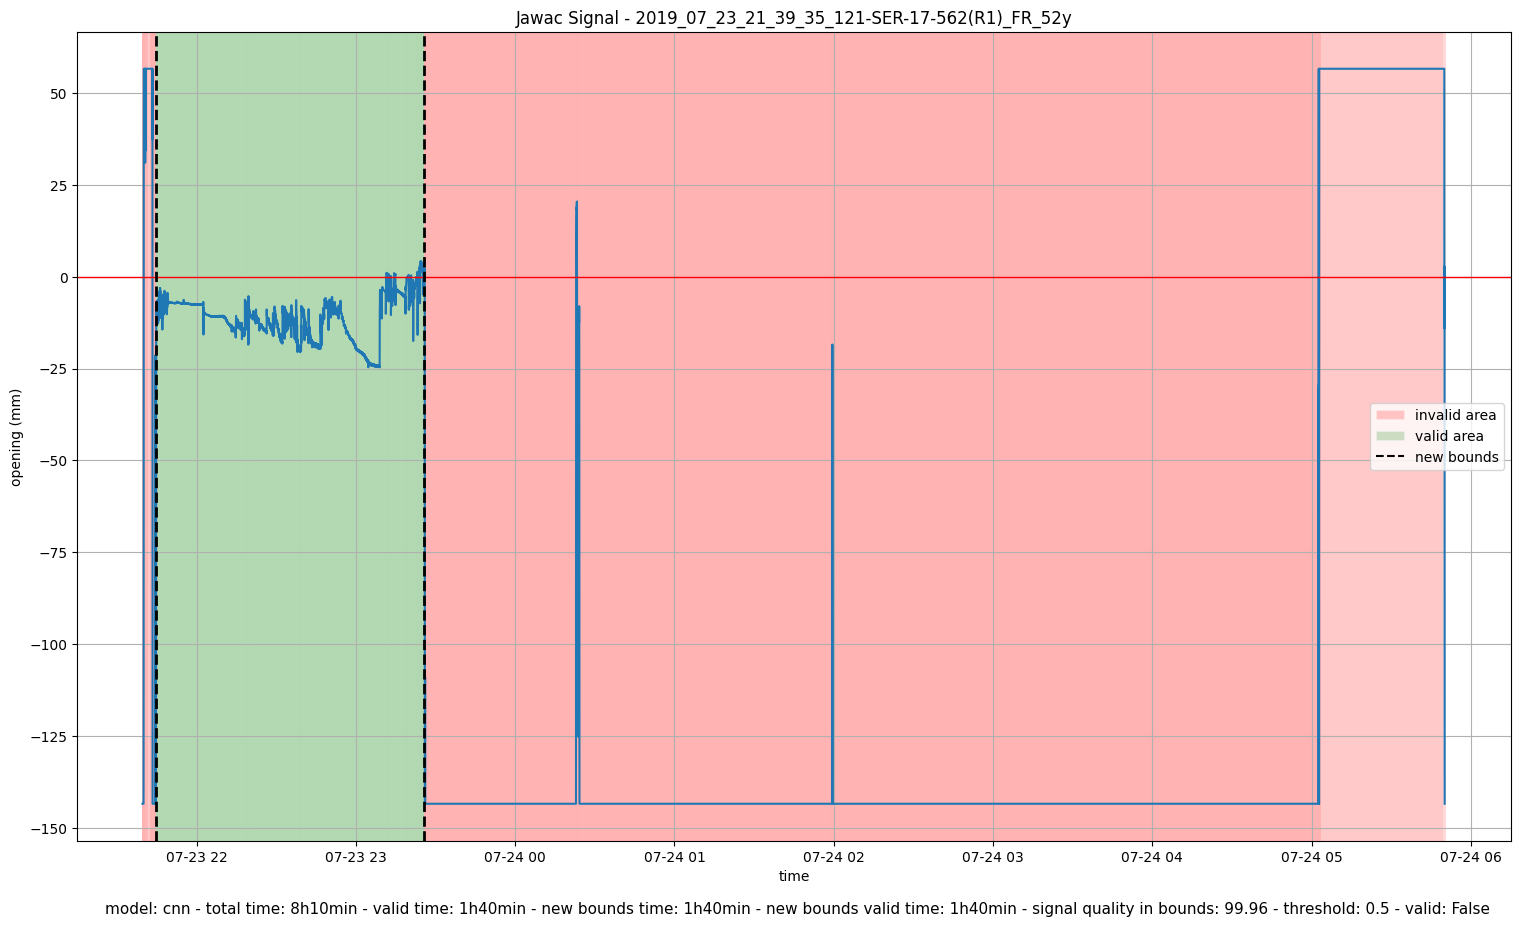 Jawac Signal - 2019_07_23_21_39_35_121-SER-17-562(R1)_FR_52y
50
25
0
−25
−50
−75
−100
−125
−150
opening (mm)
invalid area
valid area
new bounds
07-23 22
07-23 23
07-24 00
07-24 01
07-24 02
07-24 03
07-24 04
07-24 05
07-24 06
time
model: cnn - total time: 8h10min - valid time: 1h40min - new bounds time: 1h40min - new bounds valid time: 1h40min - signal quality in bounds: 99.96 - threshold: 0.5 - valid: False